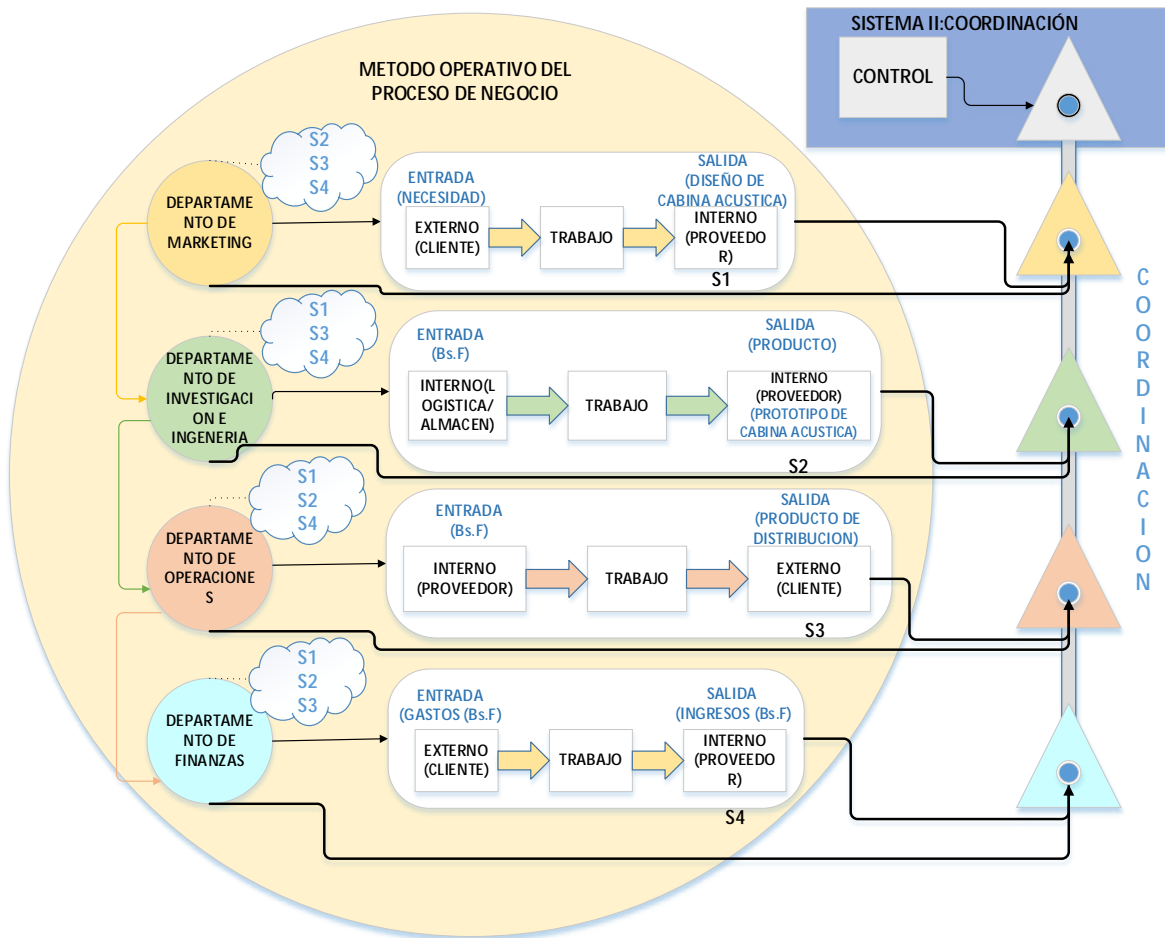 SISTEMA II:COORDINACIÓN
CONTROL
METODO OPERATIVO DEL
PROCESO DE NEGOCIO
S2
S3
S4
DEPARTAME
NTO DE
MARKETING
ENTRADA
(NECESIDAD)
EXTERNO
(CLIENTE)
TRABAJO
SALIDA
(DISEÑO DE
CABINA ACUSTICA)
INTERNO
(PROVEEDO
R)
S1
S1
S3
S4
DEPARTAME
NTO DE
INVESTIGACI
ON E
INGENERIA
ENTRADA
(Bs.F)
INTERNO(L
OGISTICA/
ALMACEN)
TRABAJO
SALIDA
(PRODUCTO)
INTERNO
(PROVEEDOR)
(PROTOTIPO DE
CABINA ACUSTICA)
S2
S1
S2
S4
DEPARTAME
NTO DE
OPERACIONE
S
ENTRADA
(Bs.F)
INTERNO
(PROVEEDOR)
TRABAJO
SALIDA
(PRODUCTO DE
DISTRIBUCION)
EXTERNO
(CLIENTE)
S3
S1
S2
S3
DEPARTAME
NTO DE
FINANZAS
ENTRADA
(GASTOS (Bs.F)
EXTERNO
(CLIENTE)
TRABAJO
SALIDA
(INGRESOS (Bs.F)
INTERNO
(PROVEEDO
R)
S4
C
O
O
R
D
I
N
A
C
I
O
N